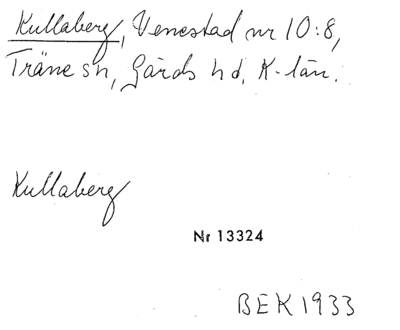 Kullaberg, Venestad nr 10:8,
Träne sn, Gärds hd, K-län.
Kullaberg
Nr 13324
BEK 1933